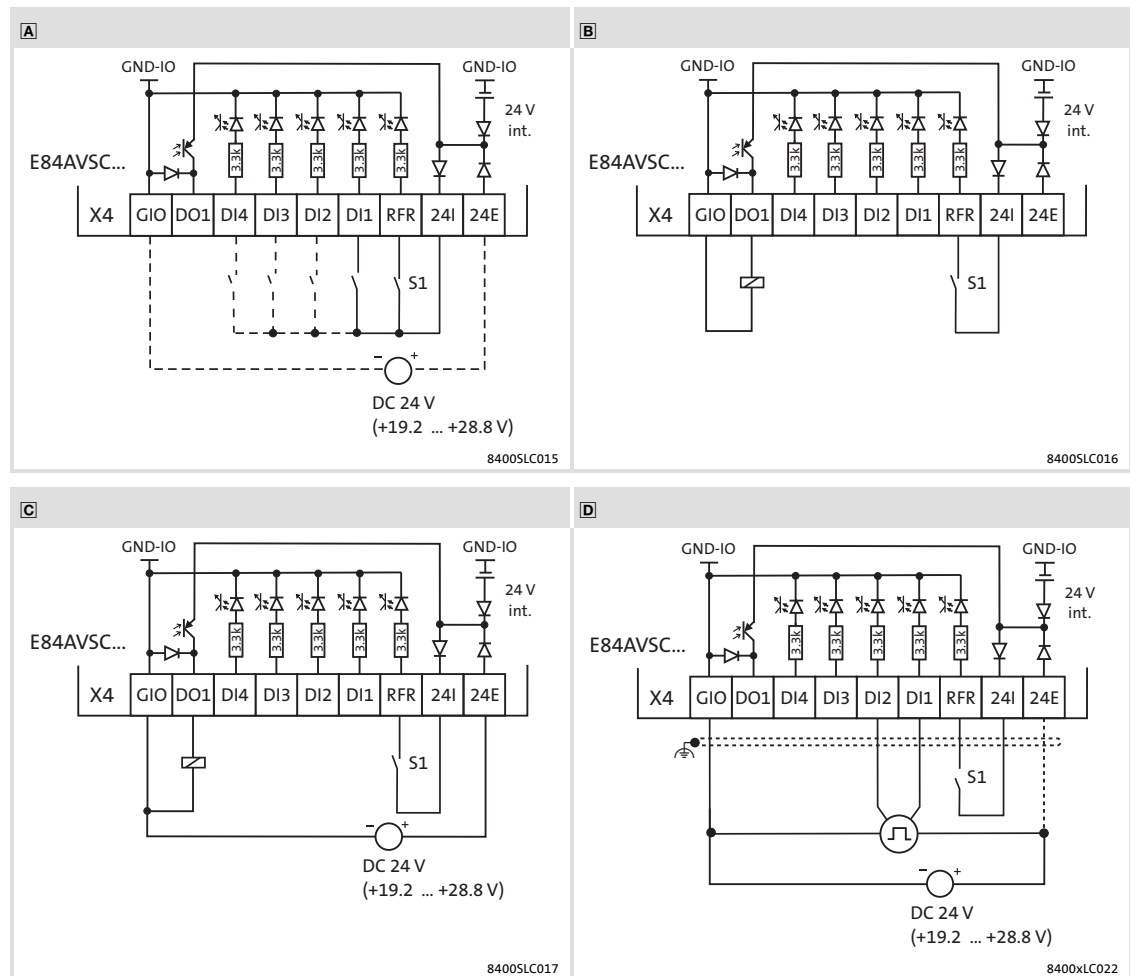 A
GND-IO
GND-IO
24 V
int.
E84AVSC...
3.3k
3.3k
3.3k
3.3k
3.3k
X4
GIO
DO1
DI4
DI3
DI2
DI1
RFR
24I
24E
S1
− +
DC 24 V
(+19.2 ... +28.8 V)
8400SLC015
B
GND-IO
GND-IO
24 V
int.
E84AVSC...
3.3k
3.3k
3.3k
3.3k
3.3k
X4
GIO
DO1
DI4
DI3
DI2
DI1
RFR
24I
24E
S1
8400SLC016
C
GND-IO
GND-IO
24 V
int.
E84AVSC...
3.3k
3.3k
3.3k
3.3k
3.3k
X4
GIO
DO1
DI4
DI3
DI2
DI1
RFR
24I
24E
S1
− +
DC 24 V
(+19.2 ... +28.8 V)
8400SLC017
D
GND-IO
GND-IO
24 V
int.
E84AVSC...
3.3k
3.3k
3.3k
3.3k
3.3k
X4
GIO
DO1
DI4
DI3
DI2
DI1
RFR
24I
24E
S1
− +
DC 24 V
(+19.2 ... +28.8 V)
8400xLC022